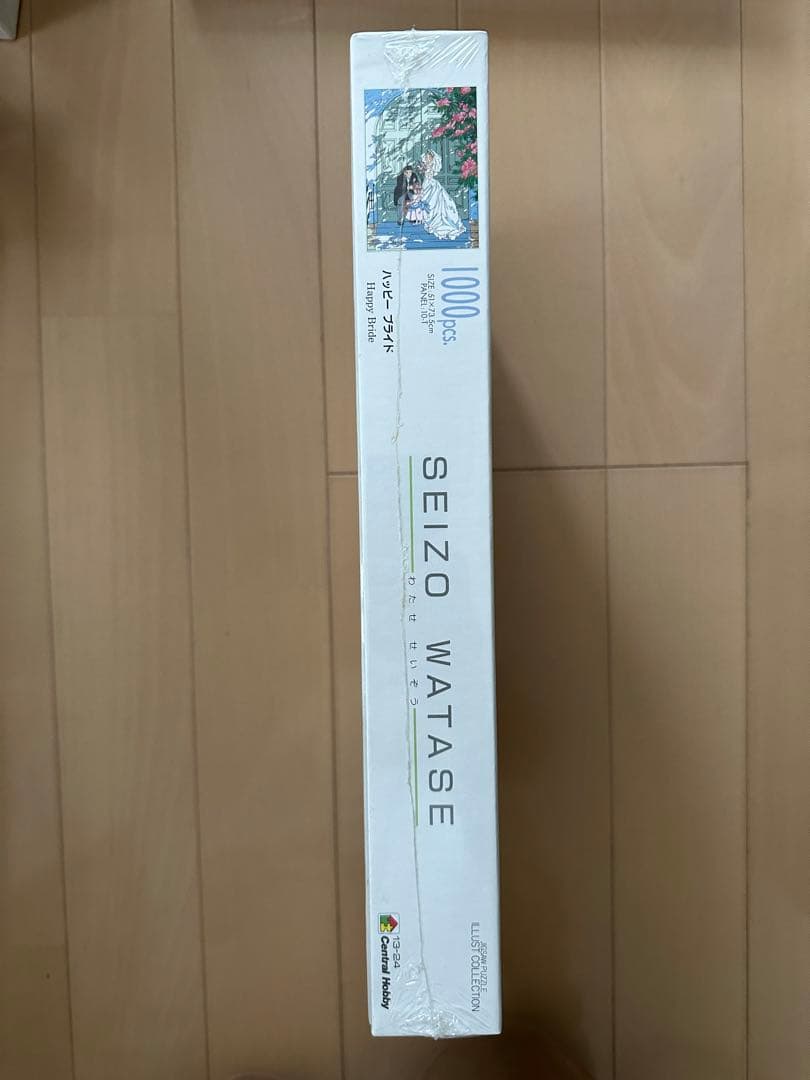 1000pcs.
SIZE 51×73.5cm
PANEL:10-T
ハッピー ブライド
Happy Bride
SEIZO WATASE
わたせ せいぞう
JIGSAW PUZZLE
ILLUST COLLECTION
13-24
Central Hobby